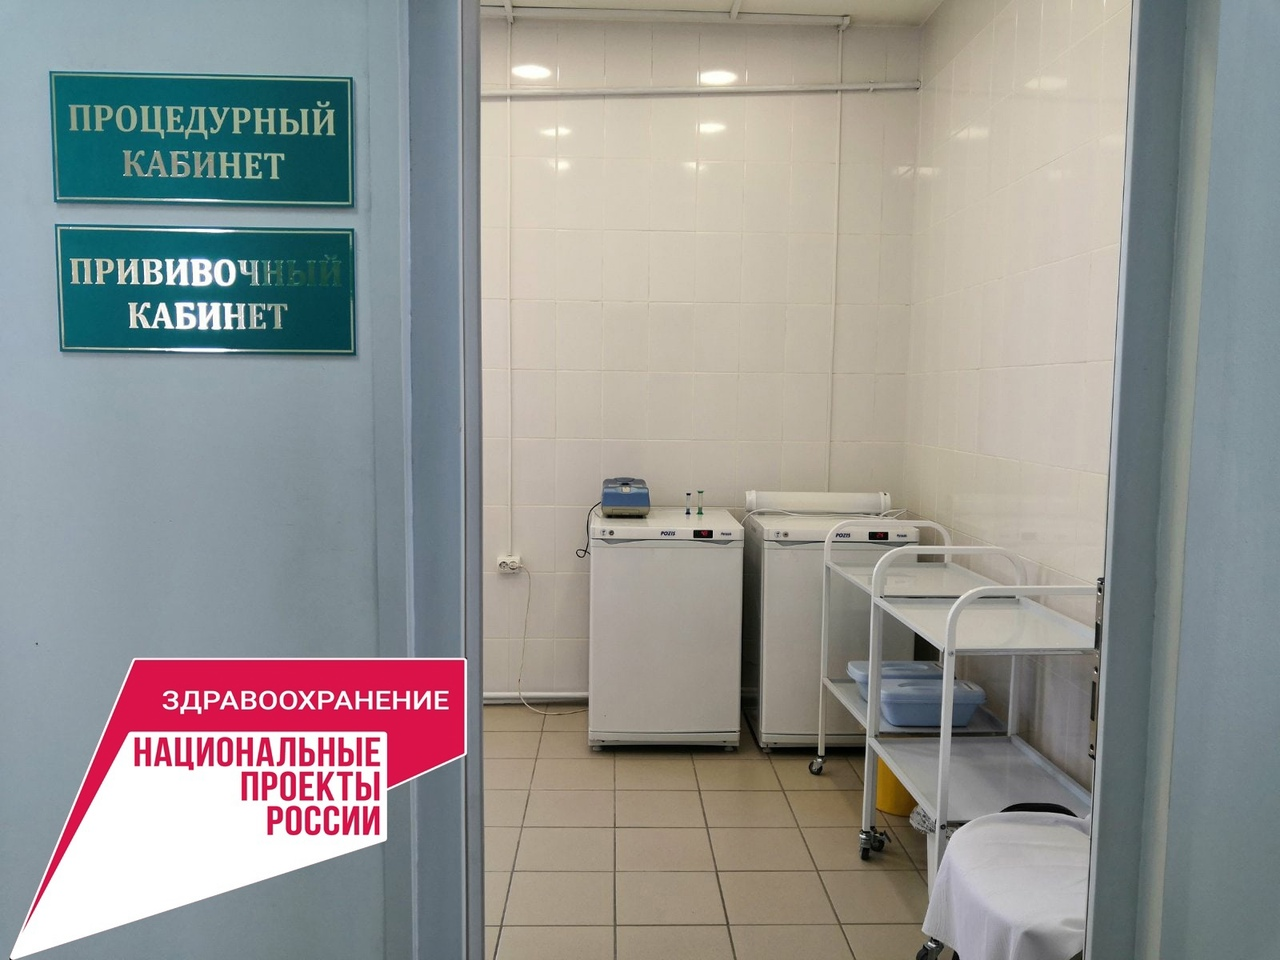 ПРОЦЕДУРНЫЙ
КАБИНЕТ
ПРИВИВОЧНЫЙ
КАБИНЕТ
POZIS
POZIS
ЗДРАВООХРАНЕНИЕ
НАЦИОНАЛЬНЫЕ
ПРОЕКТЫ
РОССИИ